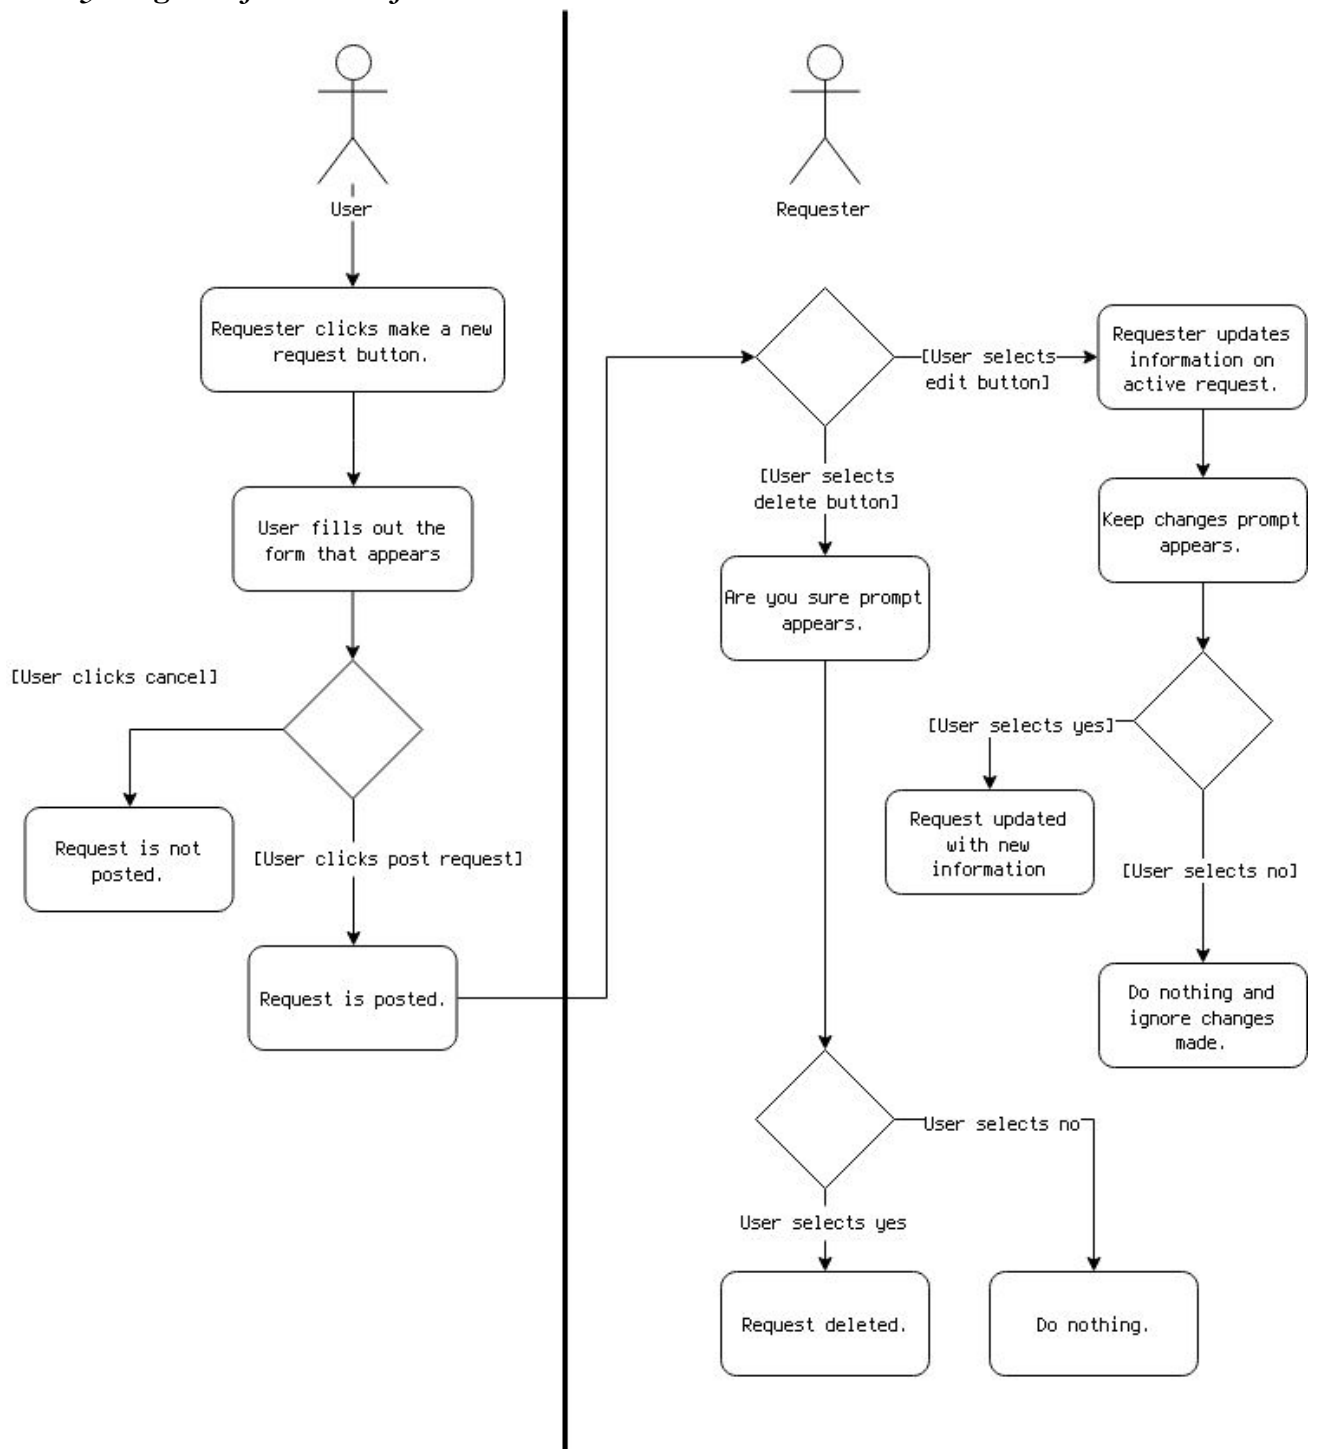 User
Requester clicks make a new
request button.
User fills out the
form that appears
[User clicks cancel]
Request is not
posted.
[User clicks post request]
Request is posted.
Requester
[User selects
edit button]
Requester updates
information on
active request.
[User selects
delete button]
Keep changes prompt
appears.
Are you sure prompt
appears.
[User selects yes]
Request updated
with new
information
[User selects no]
Do nothing and
ignore changes
made.
User selects no
User selects yes
Request deleted.
Do nothing.